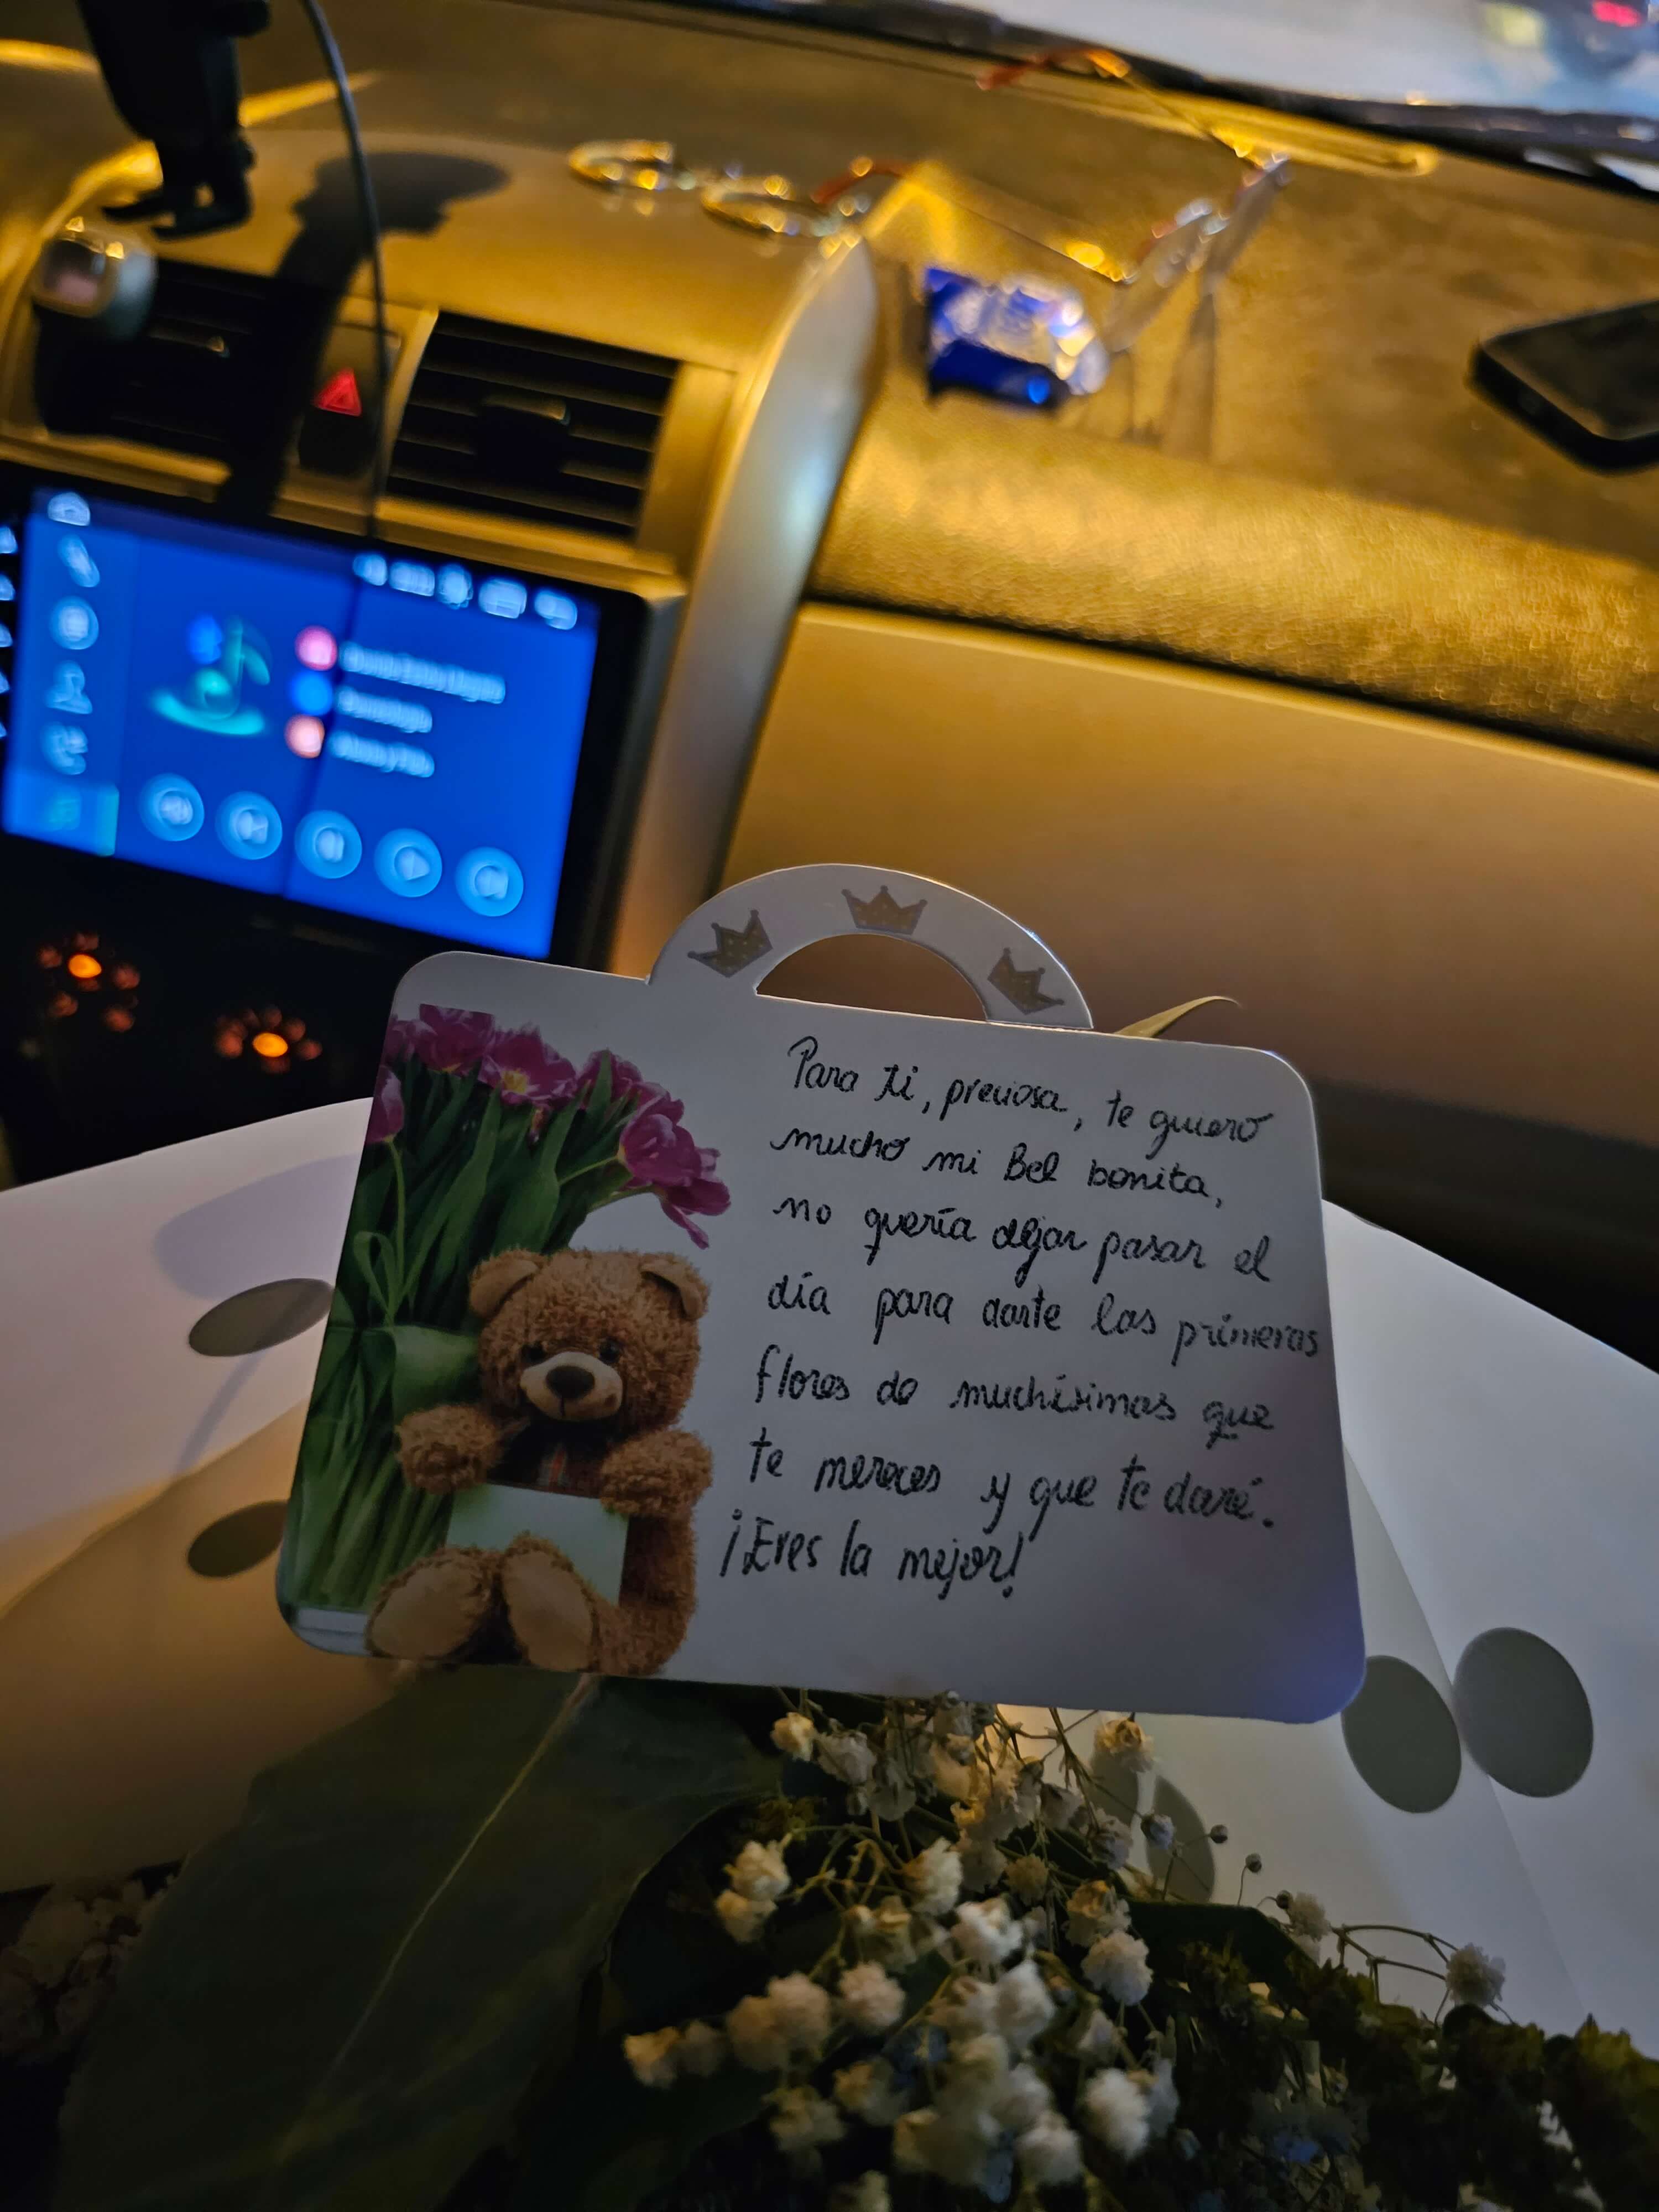 Para ti, preciosa, te quiero
mucho mi Bel bonita,
no quería dejar pasar el
día para darte las primeras
flores de muchísimas que
te mereces y que te daré.
¡Eres la mejor!